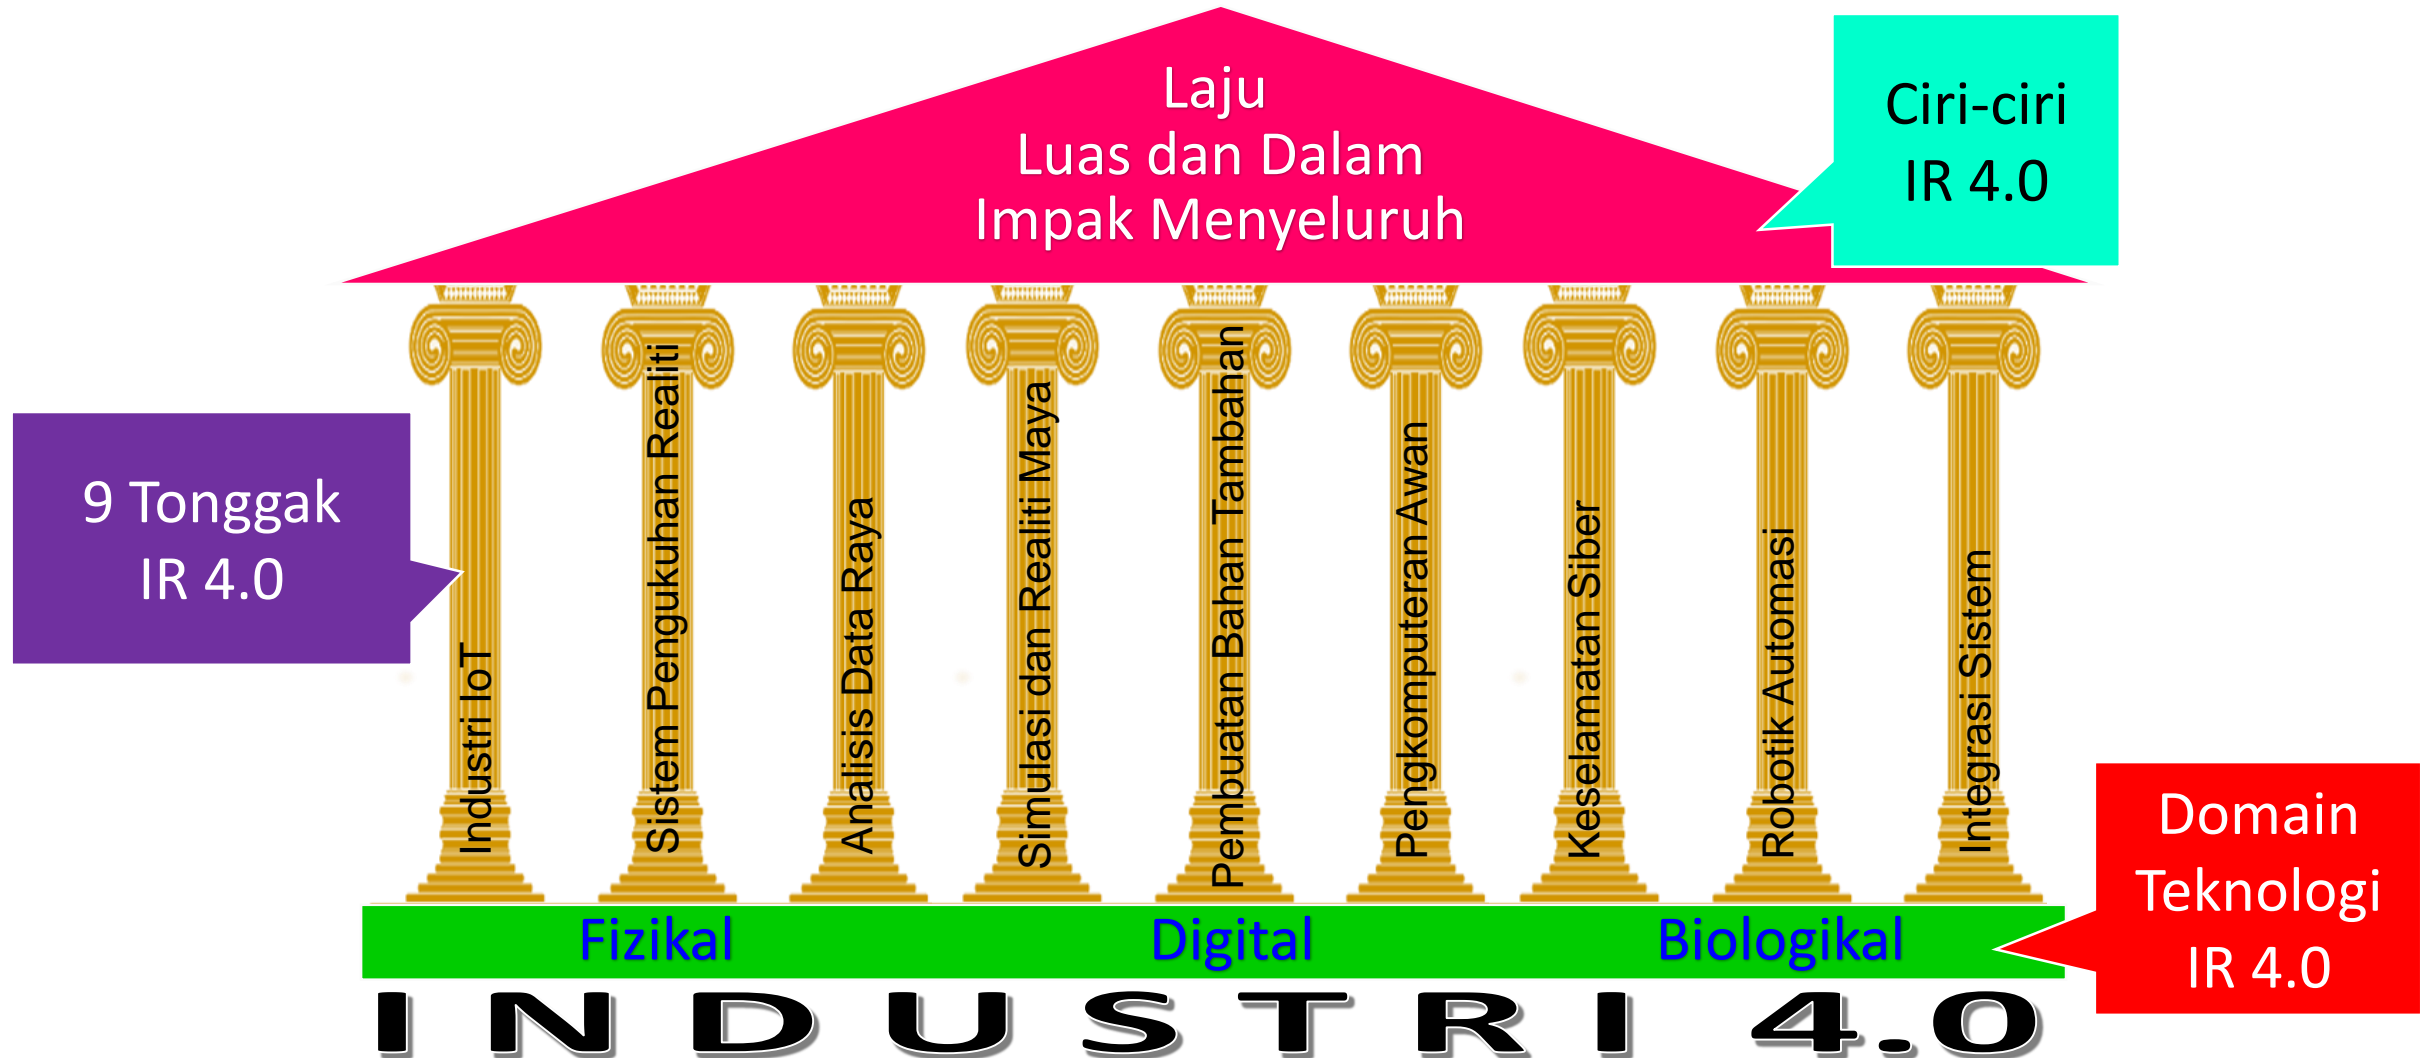 Laju
Luas dan Dalam
Impak Menyeluruh
Ciri-ciri
IR 4.0
9 Tonggak
IR 4.0
Industri IoT
Sistem Pengukuhan Realiti
Analisis Data Raya
Simulasi dan Realiti Maya
Pembuatan Bahan Tambahan
Pengkomputeran Awan
Keselamatan Siber
Robotik Automasi
Integrasi Sistem
Domain
Teknologi
IR 4.0
Fizikal Digital Biologikal
INDUSTRI 4.0